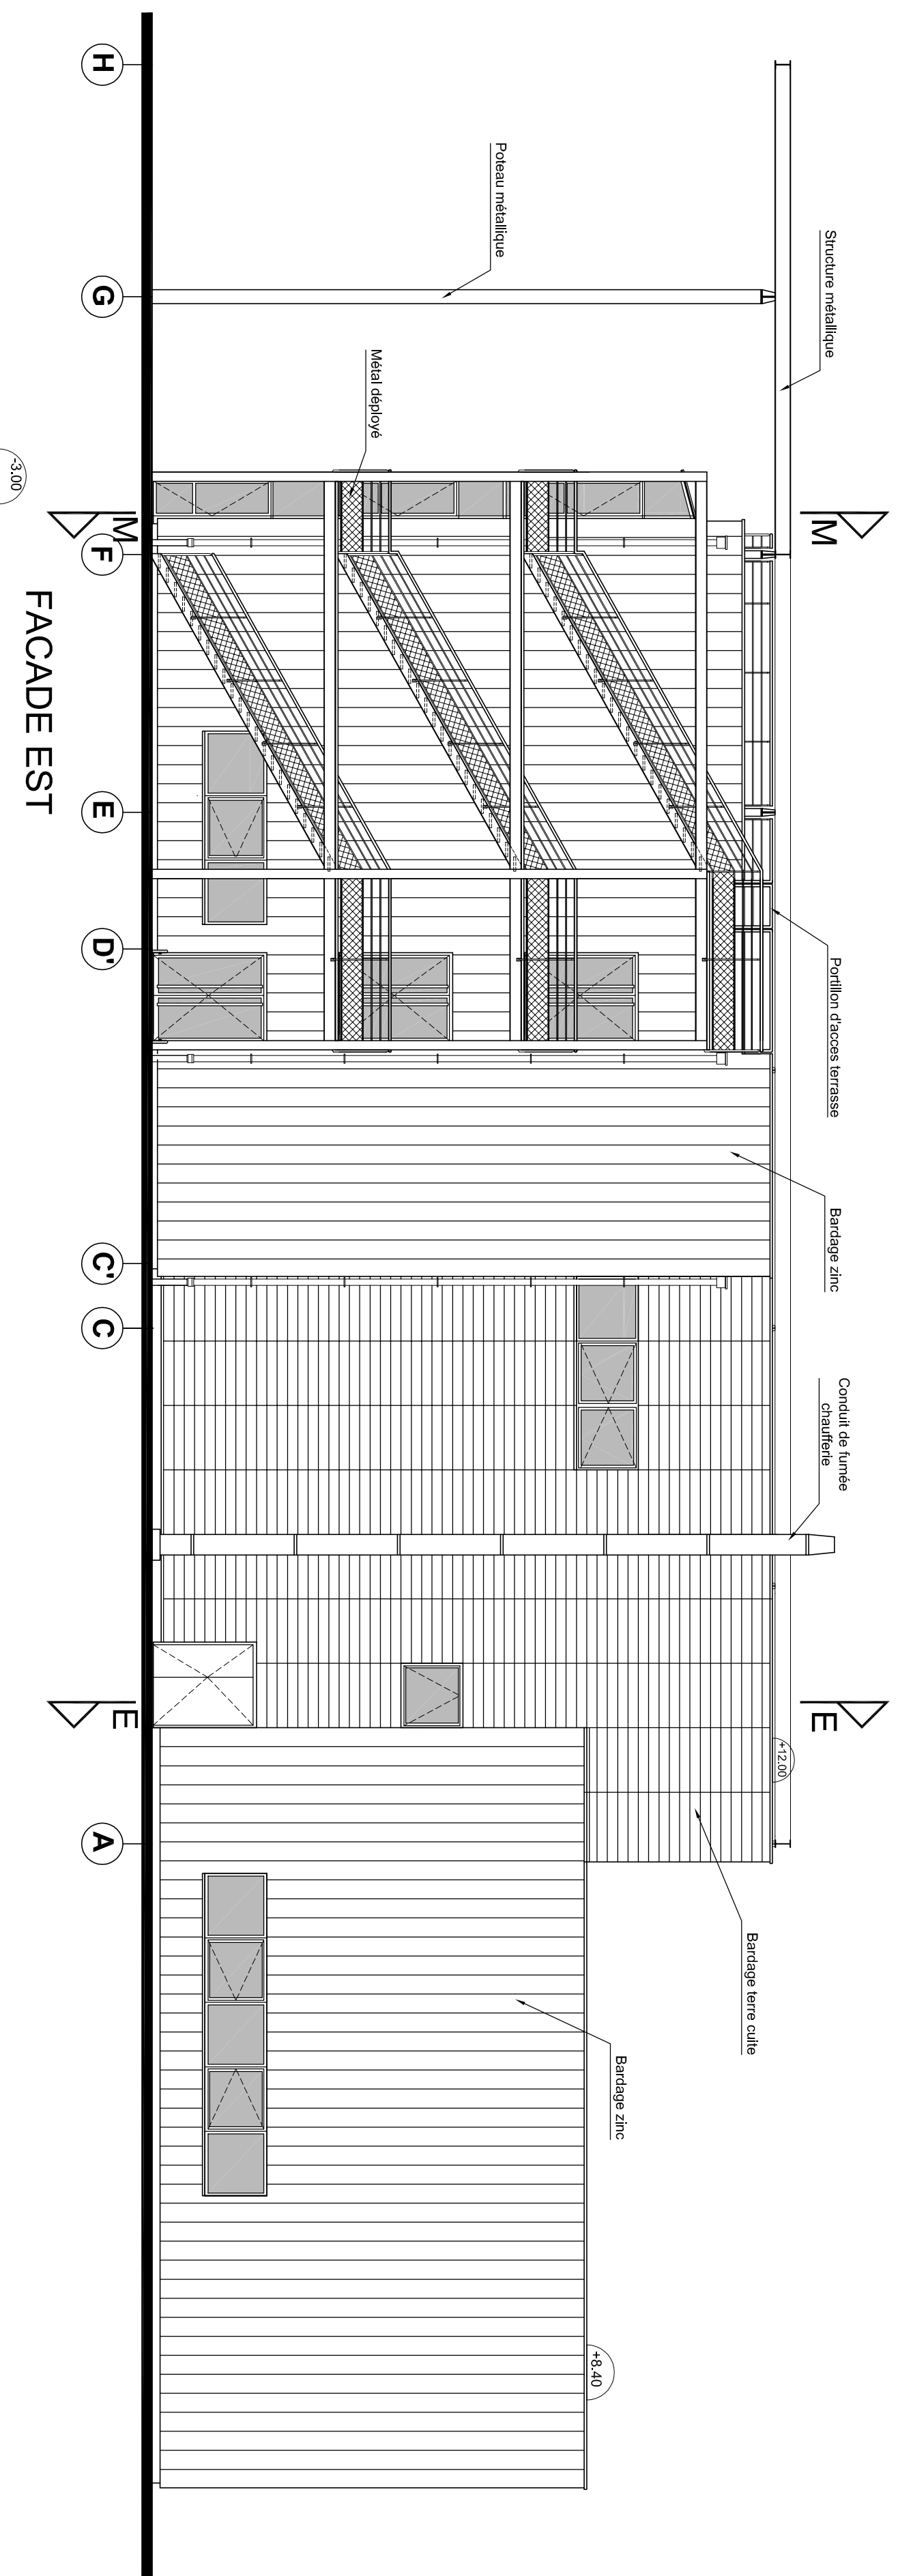 Structure métallique
Poteau métallique
Métal déployé
Portillon d'acces terrasse
Bardage zinc
Conduit de fumée
chaufferie
+12.00
Bardage terre cuite
Bardage zinc
+8.40
M
E
M
E
H
G
F
E
D'
C'
C
A
-3.00
FACADE EST